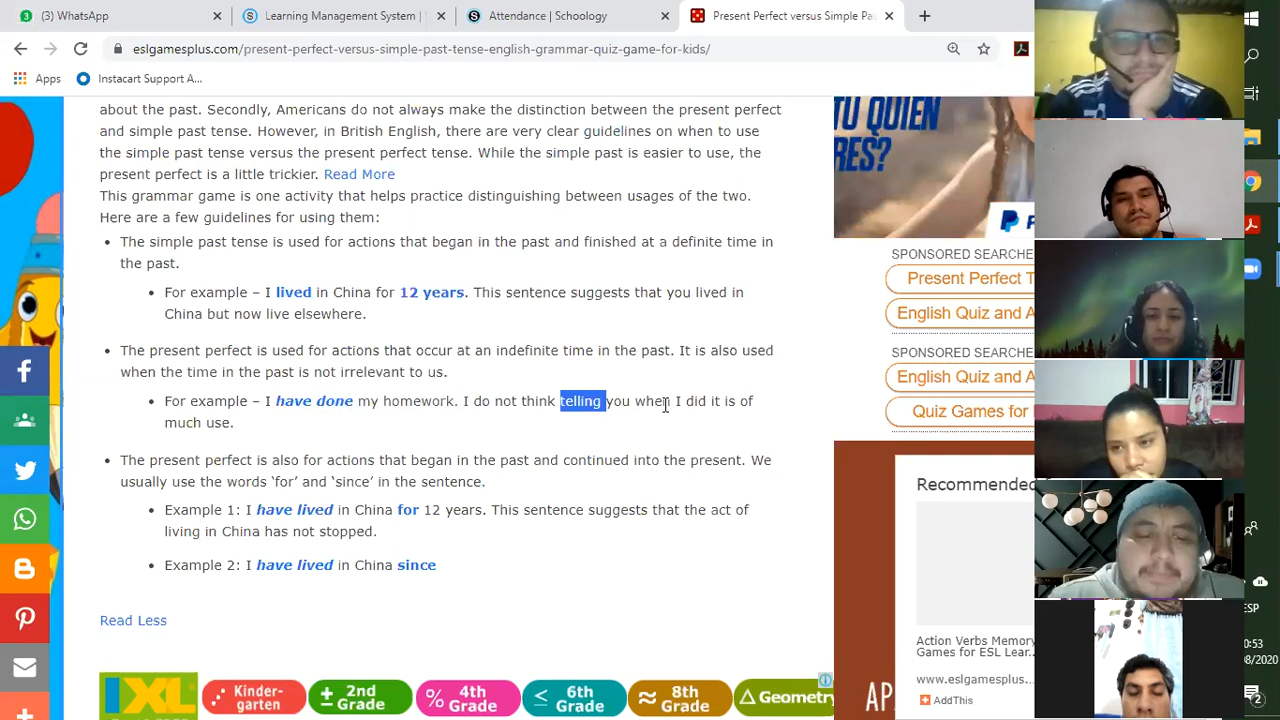 (3) WhatsApp
Learning Management System |
Attendance | Schoology
Present Perfect versus Simple Pas
eslgamesplus.com/present-perfect-versus-simple-past-tense-english-grammar-quiz-game-for-kids/
Apps
Instacart Support A...
about the past. Secondly, Americans do not always make the distinction between the present perfect
and simple past tense. However, in British English, there are very clear guidelines on when to use
the simple past tense versus the present perfect tense. While the simple past is easier to use, the
present perfect is a little trickier. Read More
This grammar game is one activity that helps practice distinguishing between usages of the two.
Here are a few guidelines for using them:
• The simple past tense is used for actions that began in the past and finished at a definite time in
the past.
• For example – I lived in China for 12 years. This sentence suggests that you lived in
China but now live elsewhere.
• The present perfect is used for actions that occur at an indefinite time in the past. It is also used
when the time in the past is not irrelevant to us.
• For example – I have done my homework. I do not think telling you when I did it is of
much use.
• The present perfect is also for actions that began in the past and continued into the present. We
usually use the words ‘for’ and ‘since’ in the sentence.
• Example 1: I have lived in China for 12 years. This sentence suggests that the act of
living in China has not stopped.
• Example 2: I have lived in China since
Read Less
IXL
Kinder-
garten
2nd
Grade
4th
Grade
6th
Grade
8th
Grade
Geometry
TU QUIEN
RES?
SPONSORED SEARCHE
Present Perfect T
English Quiz and A
SPONSORED SEARCHE
English Quiz and A
Quiz Games for
Recommended
Action Verbs Memory
Games for ESL Lear...
www.eslgamesplus...
AddThis
AP
ESP
0:53
8/2020
2